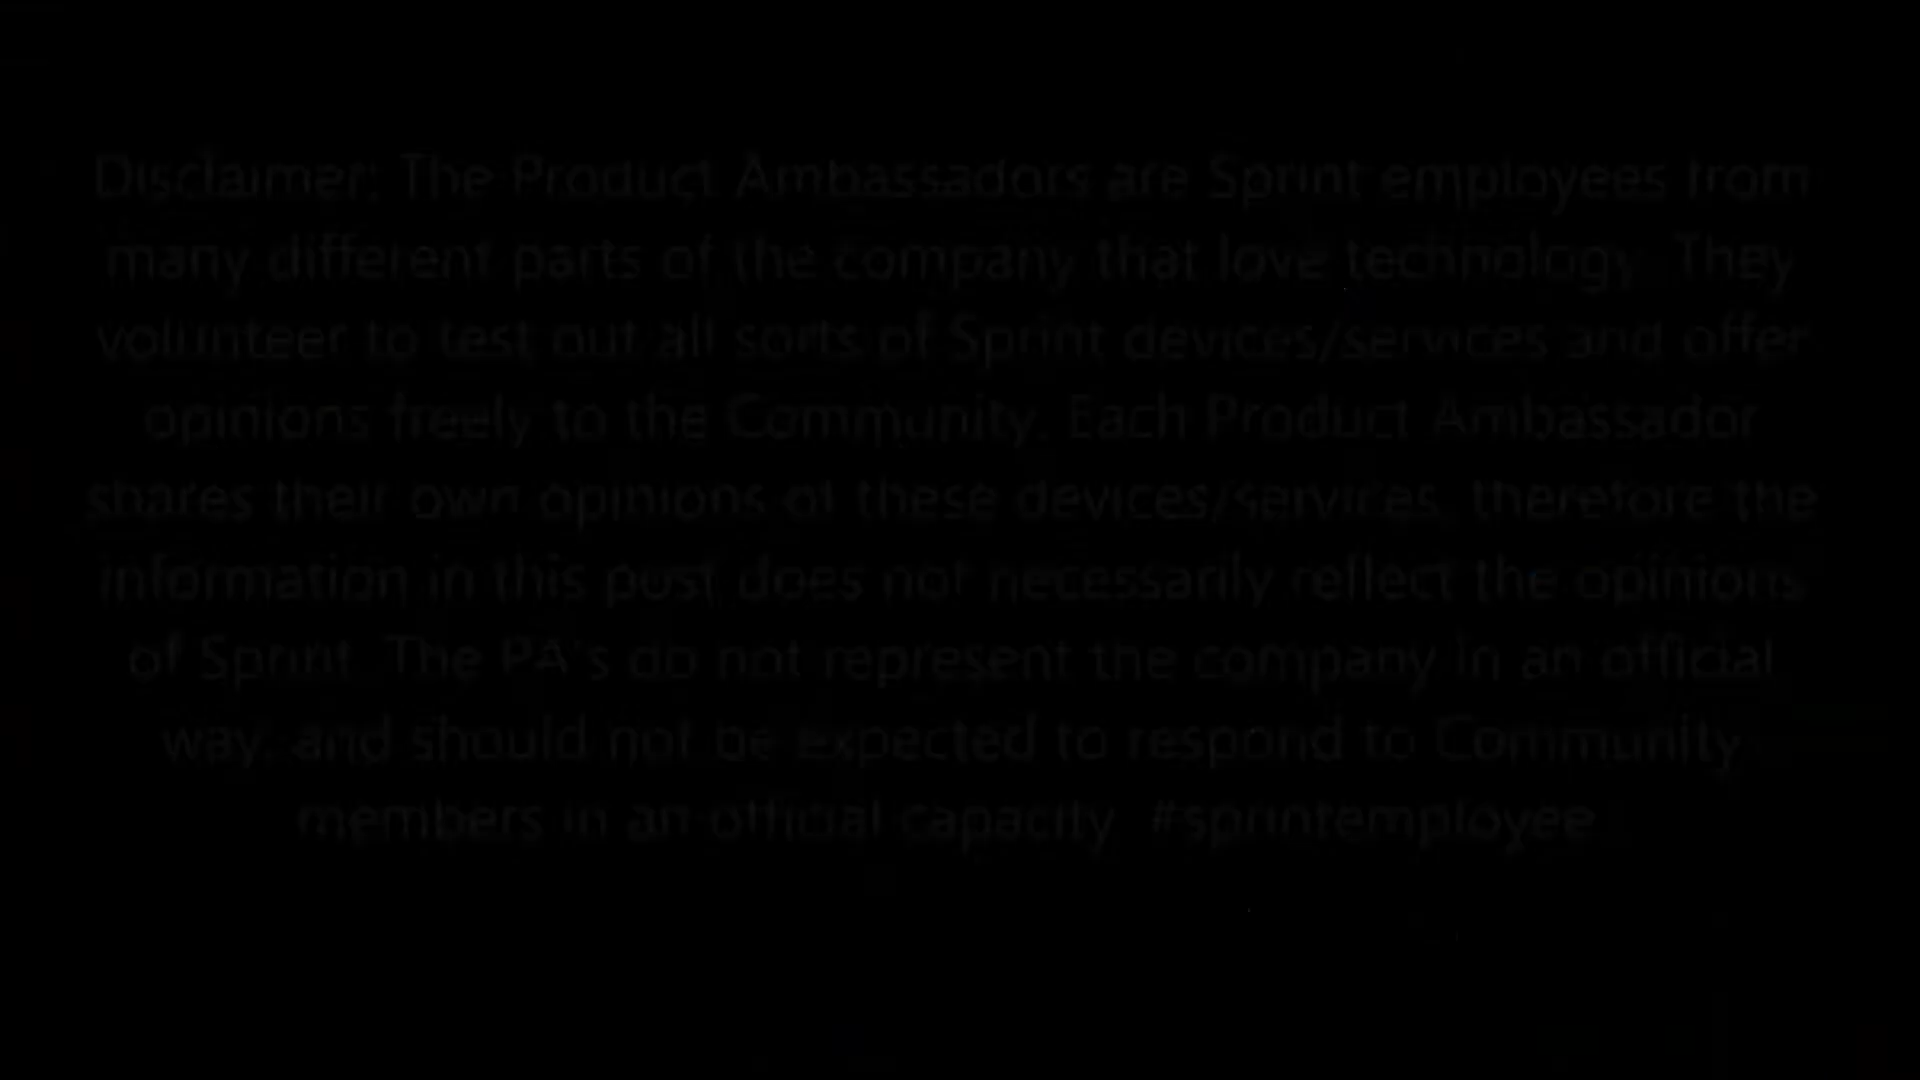 Disclaimer: The Product Ambassadors are Sprint employees from
many different parts of the company that love technology. They
volunteer to test out all sorts of Sprint devices/services and offer
opinions freely to the Community. Each Product Ambassador
shares their own opinions of these devices/services, therefore the
information in this post does not necessarily reflect the opinions
of Sprint. The PA's do not represent the company in an official
way, and should not be expected to respond to Community
members in an official capacity. #sprintemployee